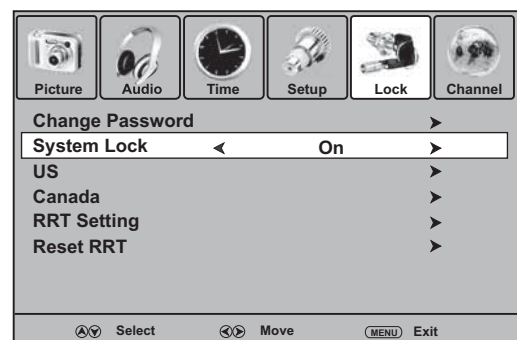 Picture Audio Time Setup Lock Channel
Change Password
System Lock On
US
Canada
RRT Setting
Reset RRT
Select Move MENU Exit